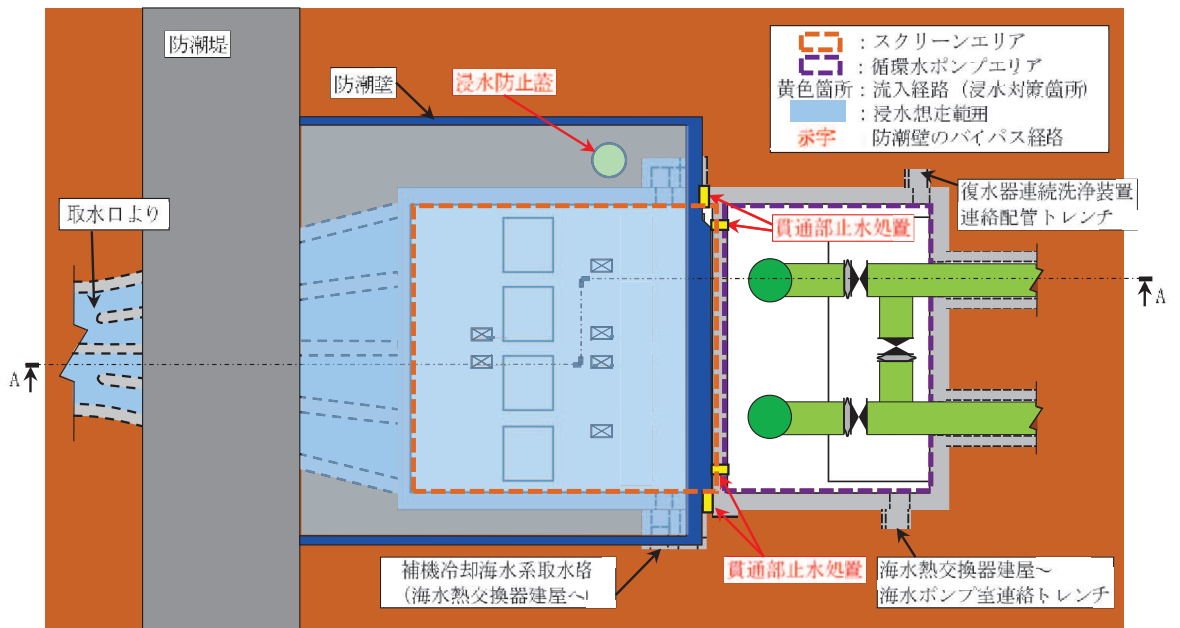 防潮堤
防潮壁
浸水防止蓋
：スクリーンエリア
：循環水ポンプエリア
黄色箇所：流入経路（浸水対策箇所）
：浸水想定範囲
赤字：防潮壁のバイパス経路
取水口より
復水器連続洗浄装置
連絡配管トレンチ
貫通部止水処置
A
A
補機冷却海水系取水路
（海水熱交換器建屋へ）
貫通部止水処置
海水熱交換器建屋～
海水ポンプ室連絡トレンチ